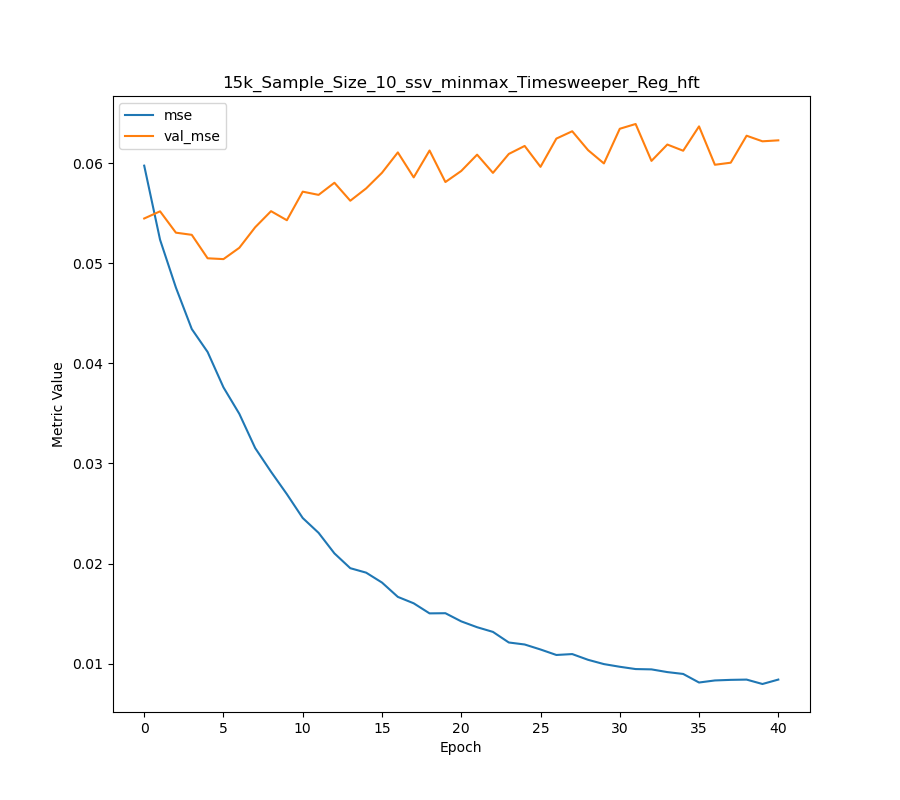 15k_Sample_Size_10_ssv_minmax_Timesweeper_Reg_hft
mse
val_mse
0.06
0.05
0.04
0.03
0.02
0.01
Metric Value
0 5 10 15 20 25 30 35 40
Epoch